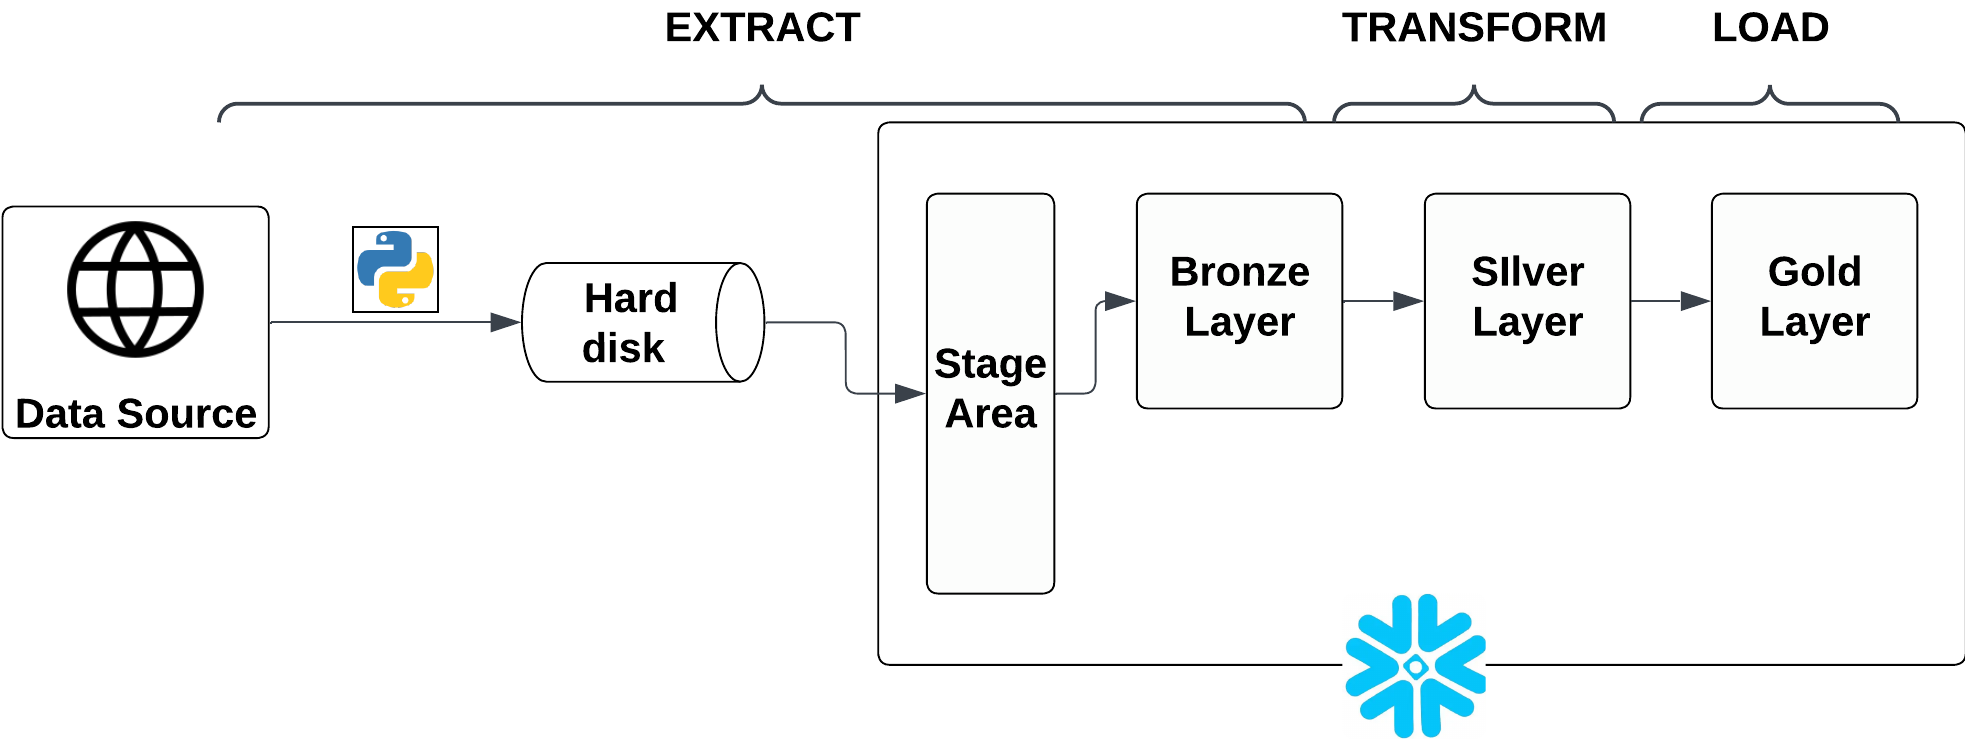 EXTRACT
TRANSFORM
LOAD
Data Source
Hard
disk
Stage
Area
Bronze
Layer
SIlver
Layer
Gold
Layer